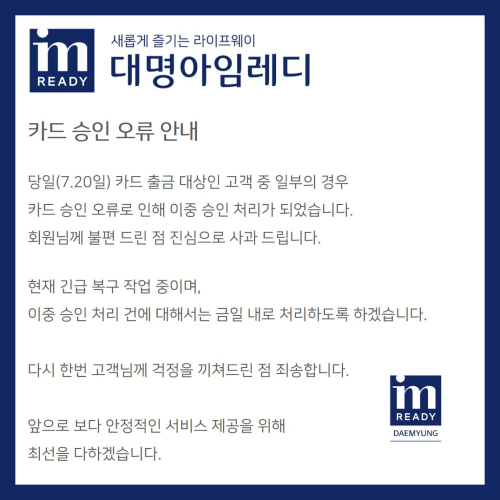 im
READY
새롭게 즐기는 라이프웨이
대명아임레디
카드 승인 오류 안내
당일(7.20일) 카드 출금 대상인 고객 중 일부의 경우
카드 승인 오류로 인해 이중 승인 처리가 되었습니다.
회원님께 불편 드린 점 진심으로 사과 드립니다.
현재 긴급 복구 작업 중이며,
이중 승인 처리 건에 대해서는 금일 내로 처리하도록 하겠습니다.
다시 한번 고객님께 걱정을 끼쳐드린 점 죄송합니다.
앞으로 보다 안정적인 서비스 제공을 위해
최선을 다하겠습니다.
im
READY
DAEMYUNG